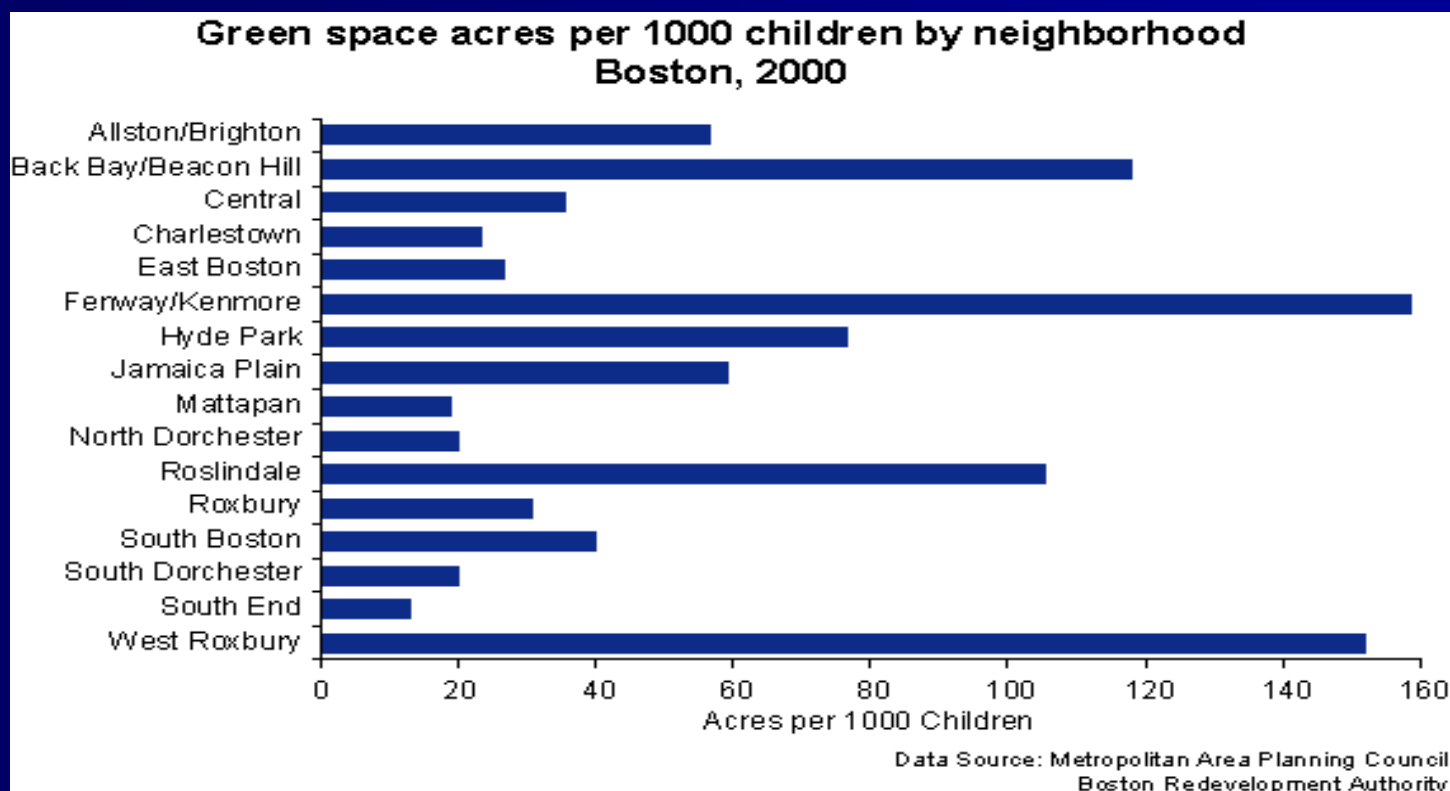 Green space acres per 1000 children by neighborhood
Boston, 2000
Allston/Brighton
Back Bay/Beacon Hill
Central
Charlestown
East Boston
Fenway/Kenmore
Hyde Park
Jamaica Plain
Mattapan
North Dorchester
Roslindale
Roxbury
South Boston
South Dorchester
South End
West Roxbury
0 20 40 60 80 100 120 140 160
Acres per 1000 Children
Data Source: Metropolitan Area Planning Council
Boston Redevelopment Authority